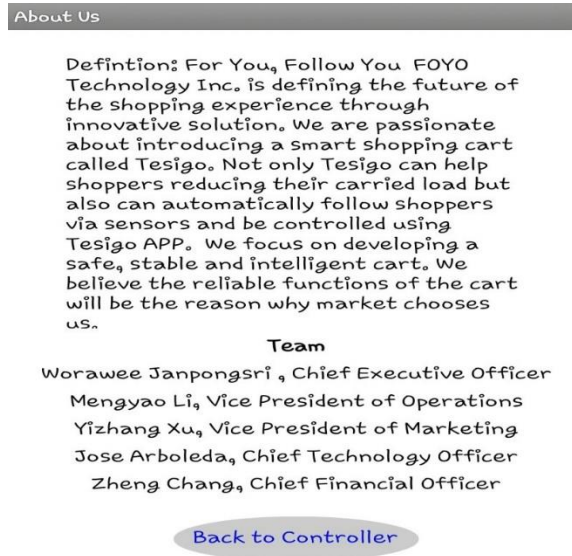 About Us
Defintion: For You, Follow You FOYO
Technology Inc. is defining the future of
the shopping experience through
innovative solution. We are passionate
about introducing a smart shopping cart
called Tesigo. Not only Tesigo can help
shoppers reducing their carried load but
also can automatically follow shoppers
via sensors and be controlled using
Tesigo APP. We focus on developing a
safe, stable and intelligent cart. We
believe the reliable functions of the cart
will be the reason why market chooses
us.
Team
Worawee Janpongsri , Chief Executive Officer
Mengyao Li, Vice President of Operations
Yizhang Xu, Vice President of Marketing
Jose Arboleda, Chief Technology Officer
Zheng Chang, Chief Financial Officer
Back to Controller